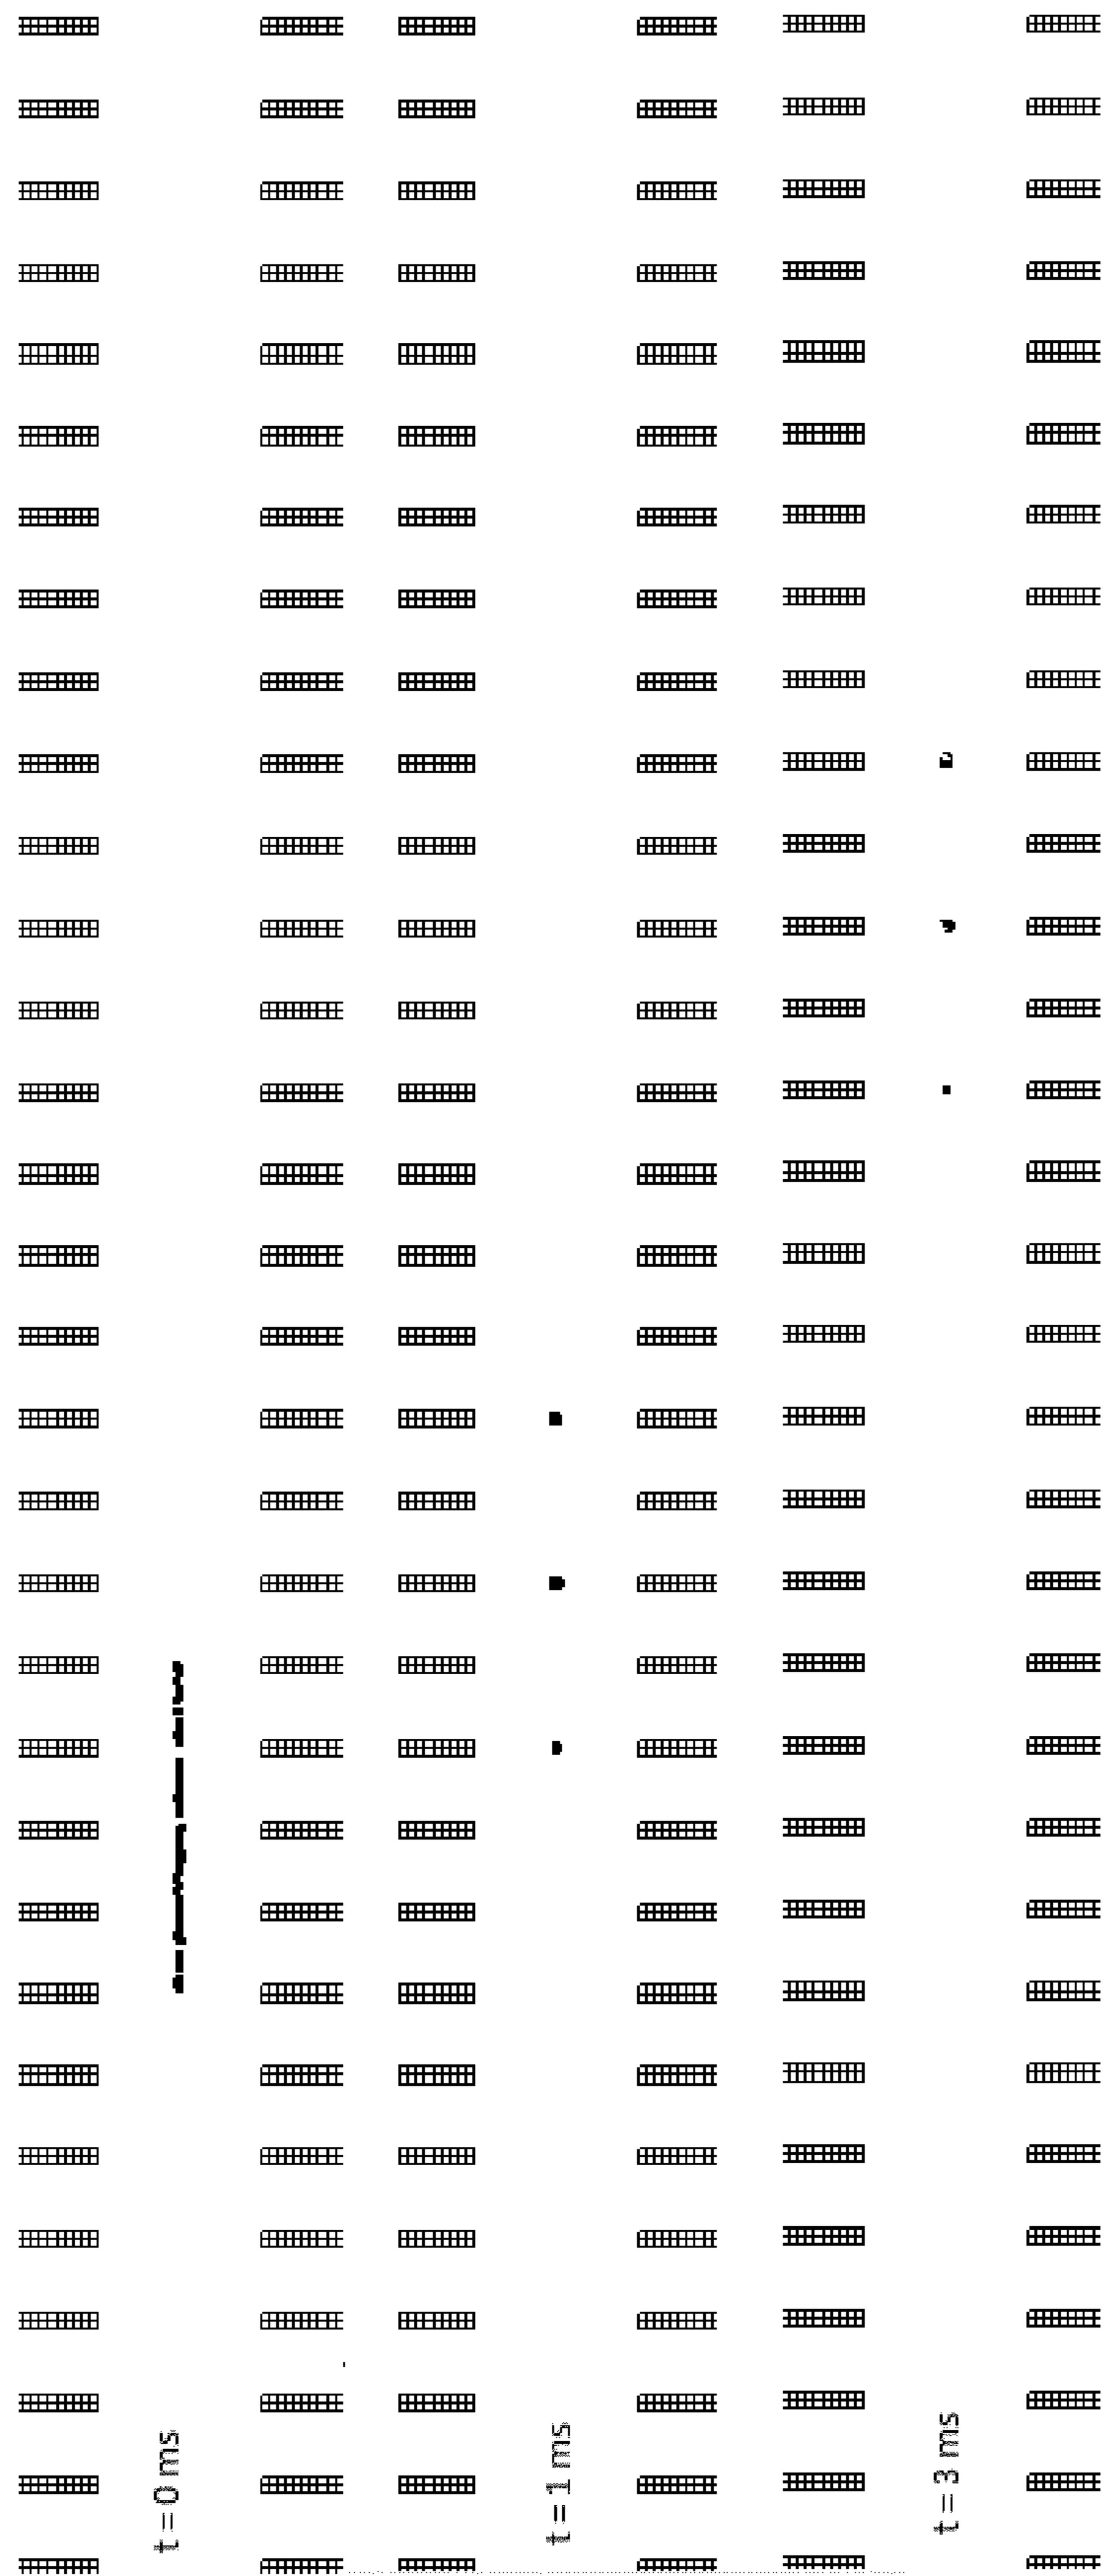 t = 0 ms
t = 1 ms
t = 3 ms